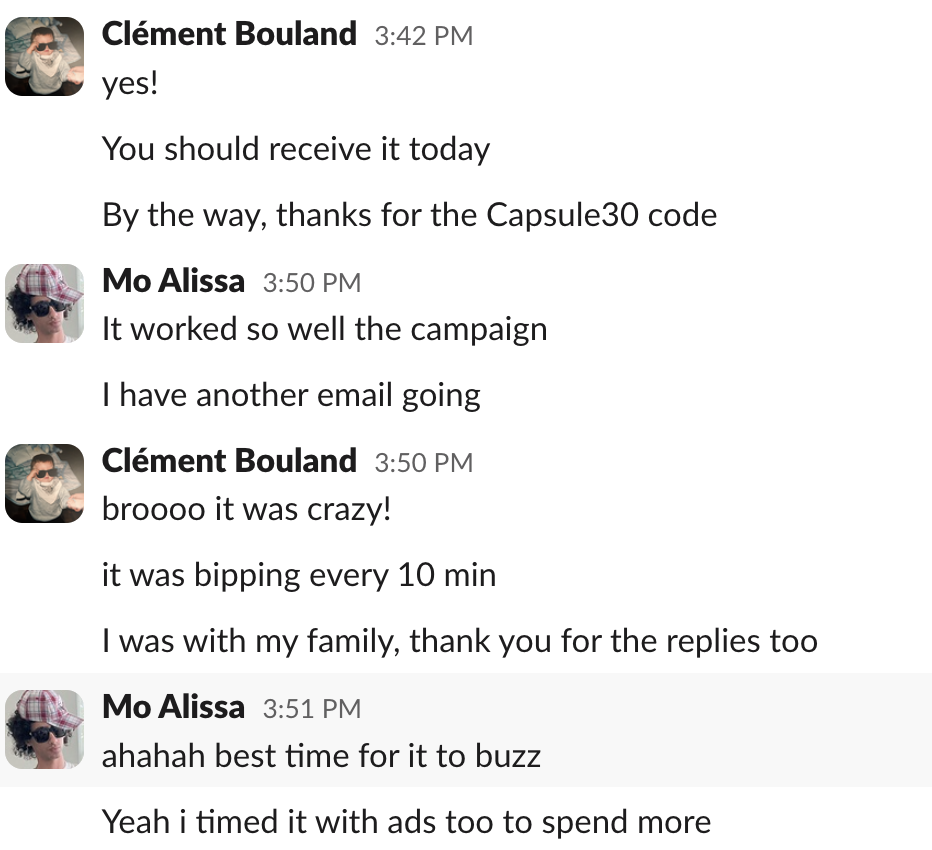 Clément Bouland 3:42 PM
yes!
You should receive it today
By the way, thanks for the Capsule30 code
Mo Alissa 3:50 PM
It worked so well the campaign
I have another email going
Clément Bouland 3:50 PM
broooo it was crazy!
it was bipping every 10 min
I was with my family, thank you for the replies too
Mo Alissa 3:51 PM
ahahah best time for it to buzz
Yeah i timed it with ads too to spend more